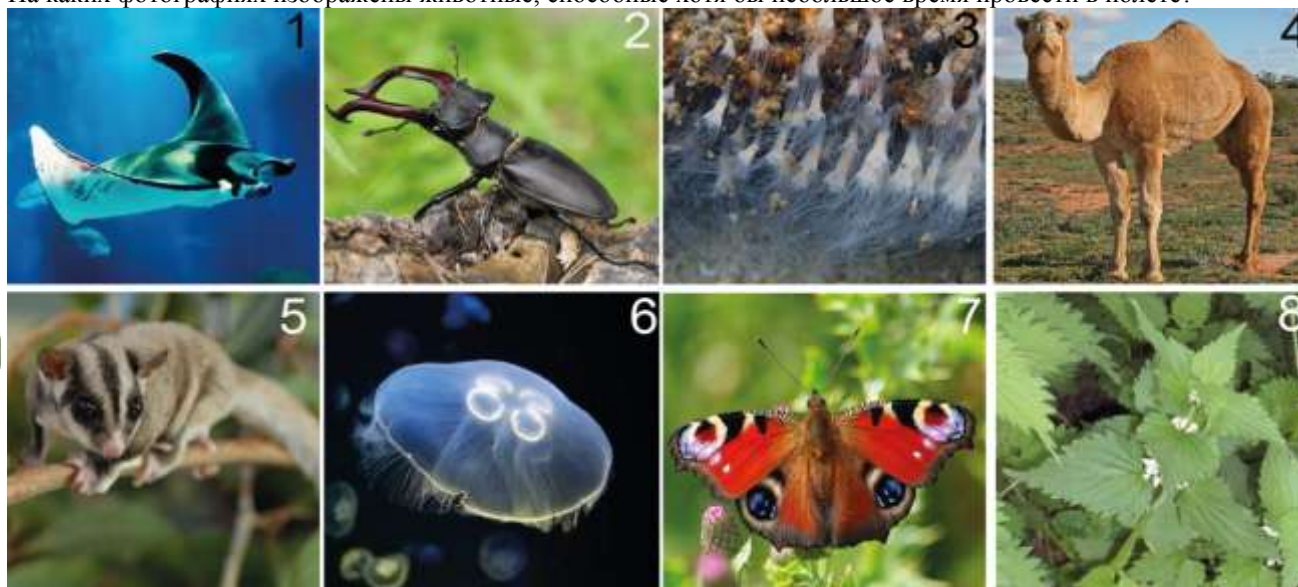 На каких фотографиях изображены животные, способные хотя бы небольшое время провести в полете?
1 2 3 4
5 6 7 8